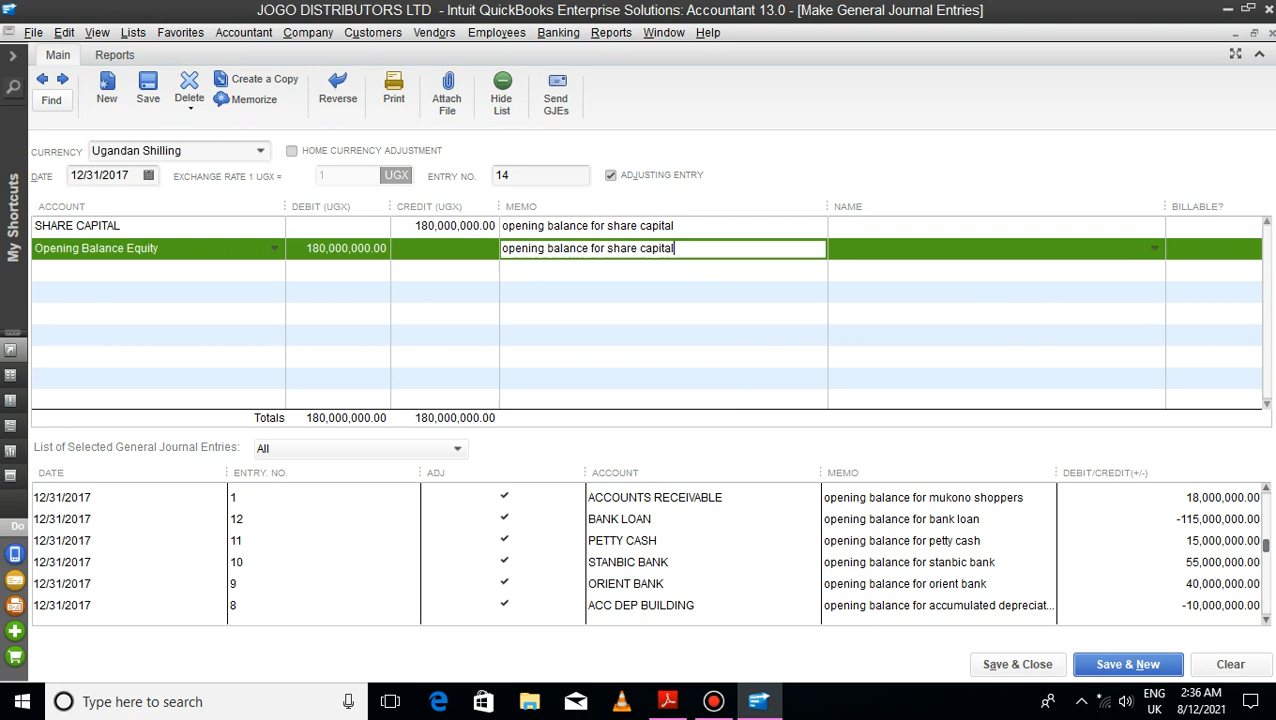 JOGO DISTRIBUTORS LTD - Intuit QuickBooks Enterprise Solutions: Accountant 13.0 - [Make General Journal Entries]
File Edit View Lists Favorites Accountant Company Customers Vendors Employees Banking Reports Window Help
Main Reports
Find
New
Save
Delete
Create a Copy
Memorize
Reverse
Print
Attach File
Hide List
Send GJEs
CURRENCY Ugandan Shilling HOME CURRENCY ADJUSTMENT
DATE 12/31/2017 EXCHANGE RATE 1 UGX = 1 UGX ENTRY NO. 14 ADJUSTING ENTRY
ACCOUNT DEBIT (UGX) CREDIT (UGX) MEMO NAME BILLABLE?
SHARE CAPITAL 180,000,000.00 opening balance for share capital
Opening Balance Equity 180,000,000.00 opening balance for share capital
Totals 180,000,000.00 180,000,000.00
List of Selected General Journal Entries: All
DATE ENTRY. NO. ADJ ACCOUNT MEMO DEBIT/CREDIT(+/-)
12/31/2017 1 ACCOUNTS RECEIVABLE opening balance for mukono shoppers 18,000,000.00
12/31/2017 12 BANK LOAN opening balance for bank loan -115,000,000.00
12/31/2017 11 PETTY CASH opening balance for petty cash 15,000,000.00
12/31/2017 10 STANBIC BANK opening balance for stanbic bank 55,000,000.00
12/31/2017 9 ORIENT BANK opening balance for orient bank 40,000,000.00
12/31/2017 8 ACC DEP BUILDING opening balance for accumulated depreciat... -10,000,000.00
Save & Close Save & New Clear
My Shortcuts
Do
Type here to search
ENG
UK
2:36 AM
8/12/2021